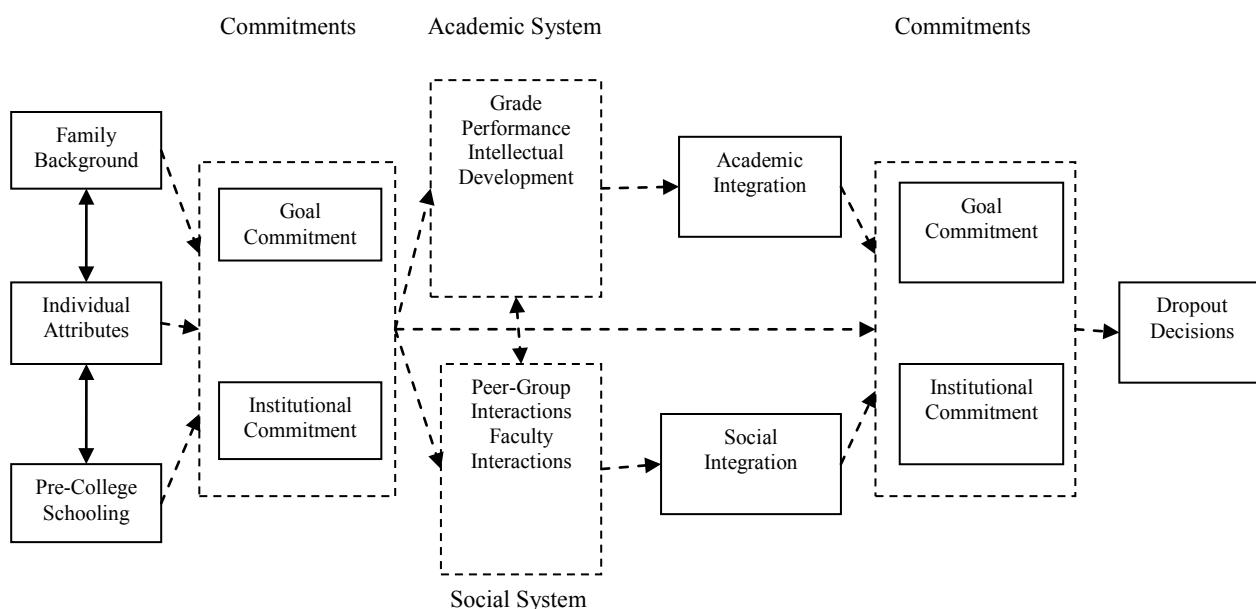 Commitments
Academic System
Commitments
Family
Background
Individual
Attributes
Pre-College
Schooling
Goal
Commitment
Institutional
Commitment
Grade
Performance
Intellectual
Development
Peer-Group
Interactions
Faculty
Interactions
Social System
Academic
Integration
Social
Integration
Goal
Commitment
Institutional
Commitment
Dropout
Decisions